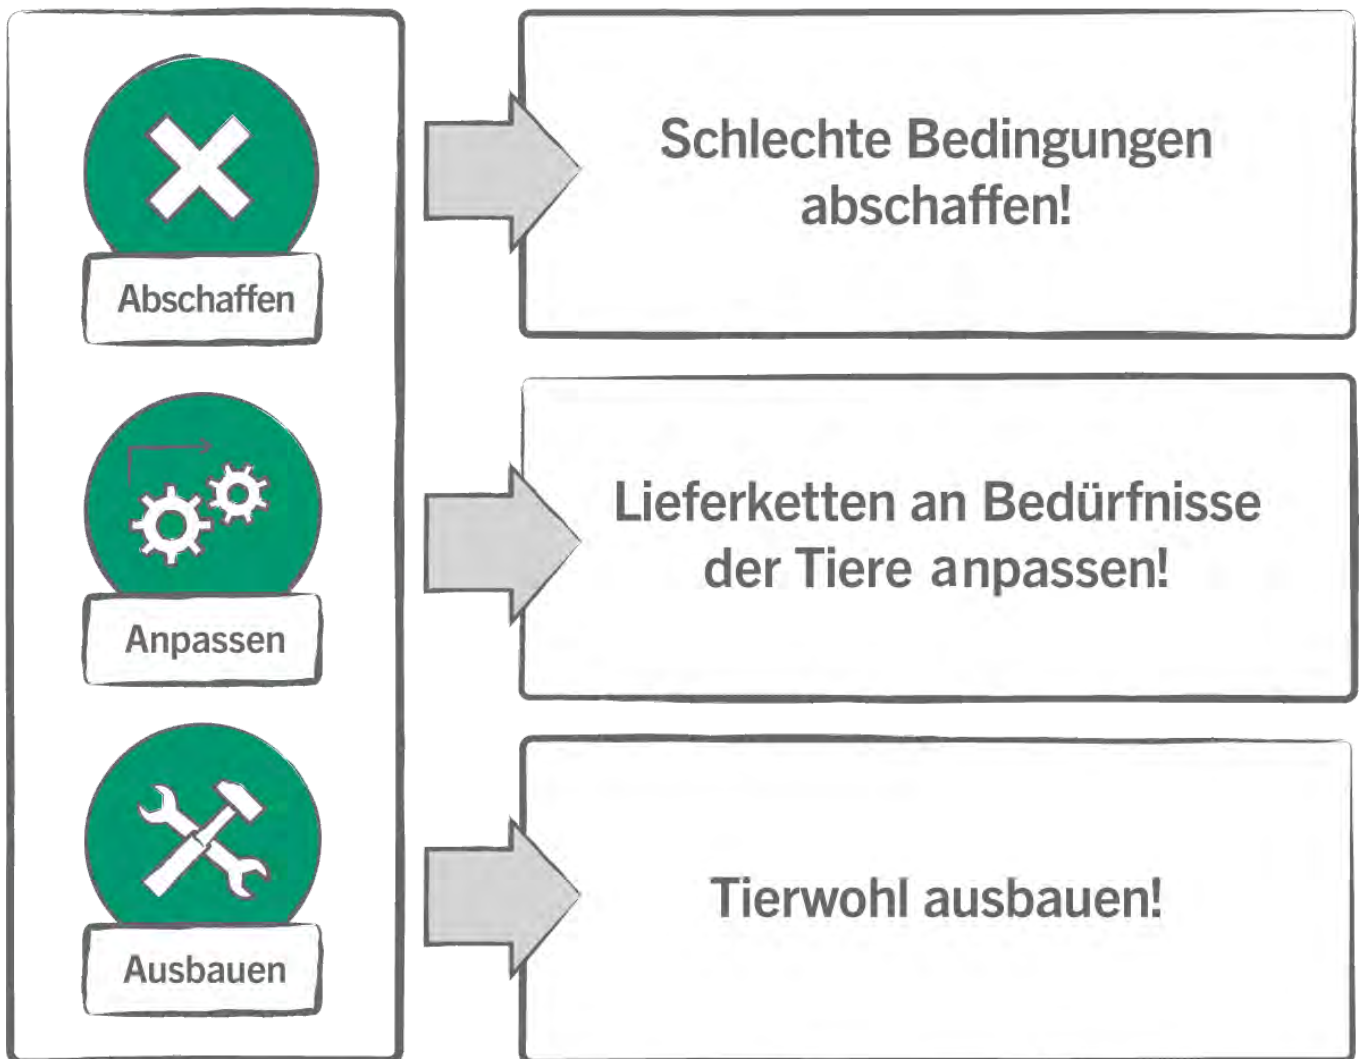 Abschaffen
Schlechte Bedingungen
abschaffen!
Anpassen
Lieferketten an Bedürfnisse
der Tiere anpassen!
Ausbauen
Tierwohl ausbauen!